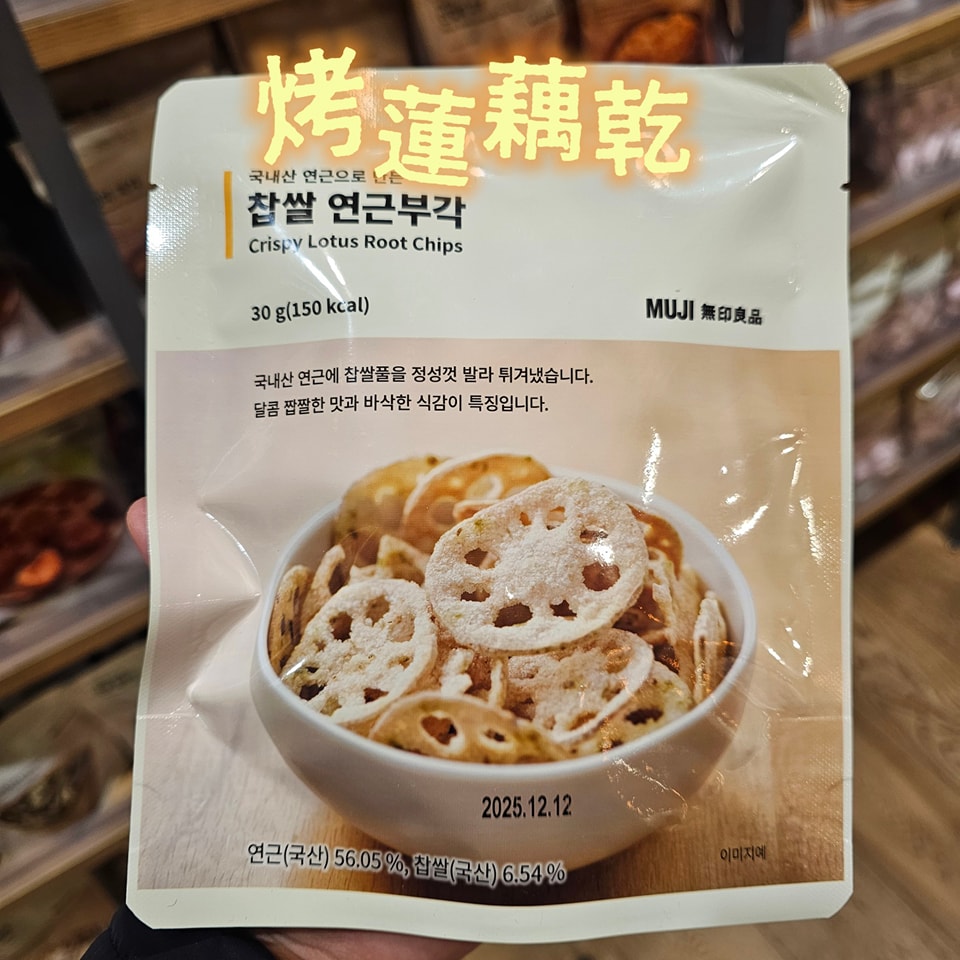 烤蓮藕乾
국내산 연근으로 만든
찹쌀 연근부각
Crispy Lotus Root Chips
30 g(150 kcal)
MUJI 無印良品
국내산 연근에 찹쌀풀을 정성껏 발라 튀겨냈습니다.
달콤 짭짤한 맛과 바삭한 식감이 특징입니다.
2025.12.12
연근(국산) 56.05 %, 찹쌀(국산) 6.54 %
이미지예